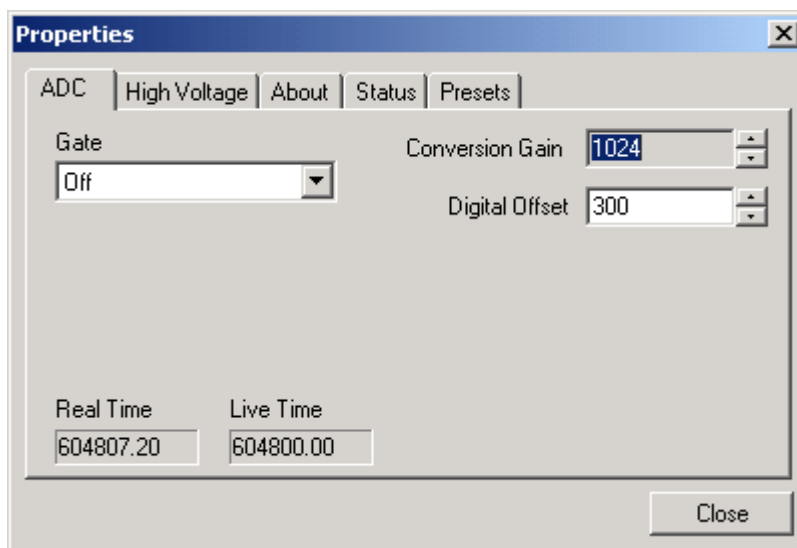 Properties
ADC High Voltage About Status Presets
Gate
Off
Conversion Gain 1024
Digital Offset 300
Real Time Live Time
604807.20 604800.00
Close